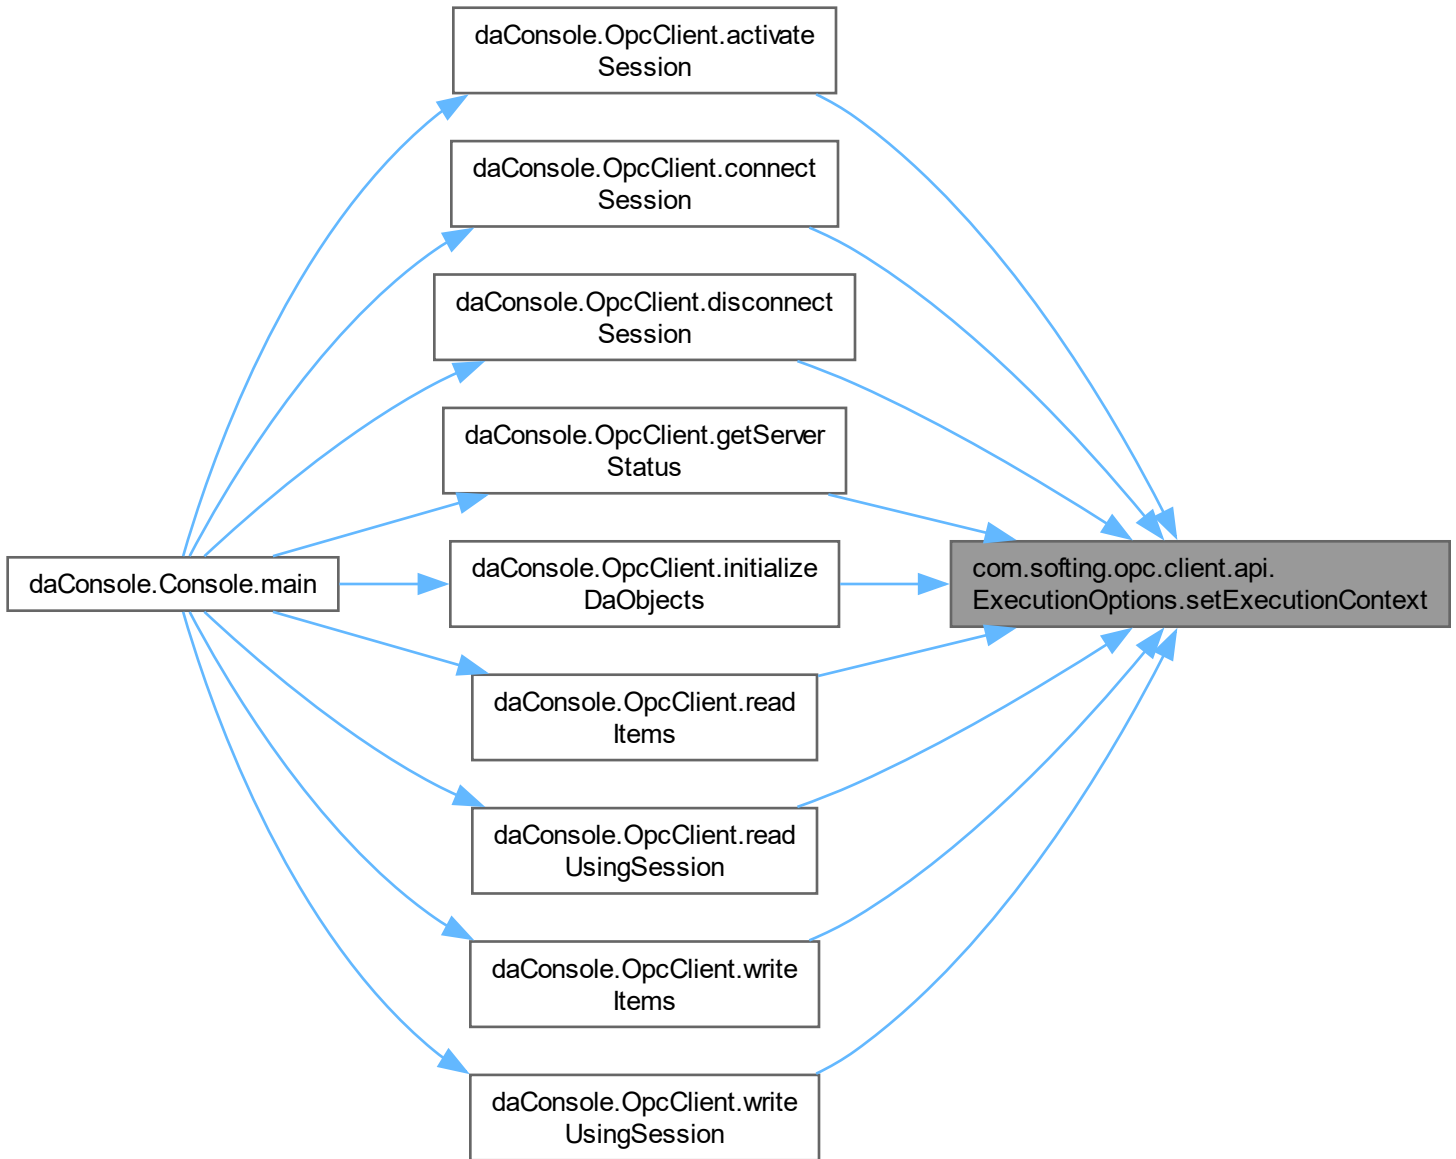 daConsole.OpcClient.activate
Session
daConsole.OpcClient.connect
Session
daConsole.OpcClient.disconnect
Session
daConsole.OpcClient.getServer
Status
daConsole.Console.main
daConsole.OpcClient.initialize
DaObjects
com.softing.opc.client.api.
ExecutionOptions.setExecutionContext
daConsole.OpcClient.read
Items
daConsole.OpcClient.read
UsingSession
daConsole.OpcClient.write
Items
daConsole.OpcClient.write
UsingSession